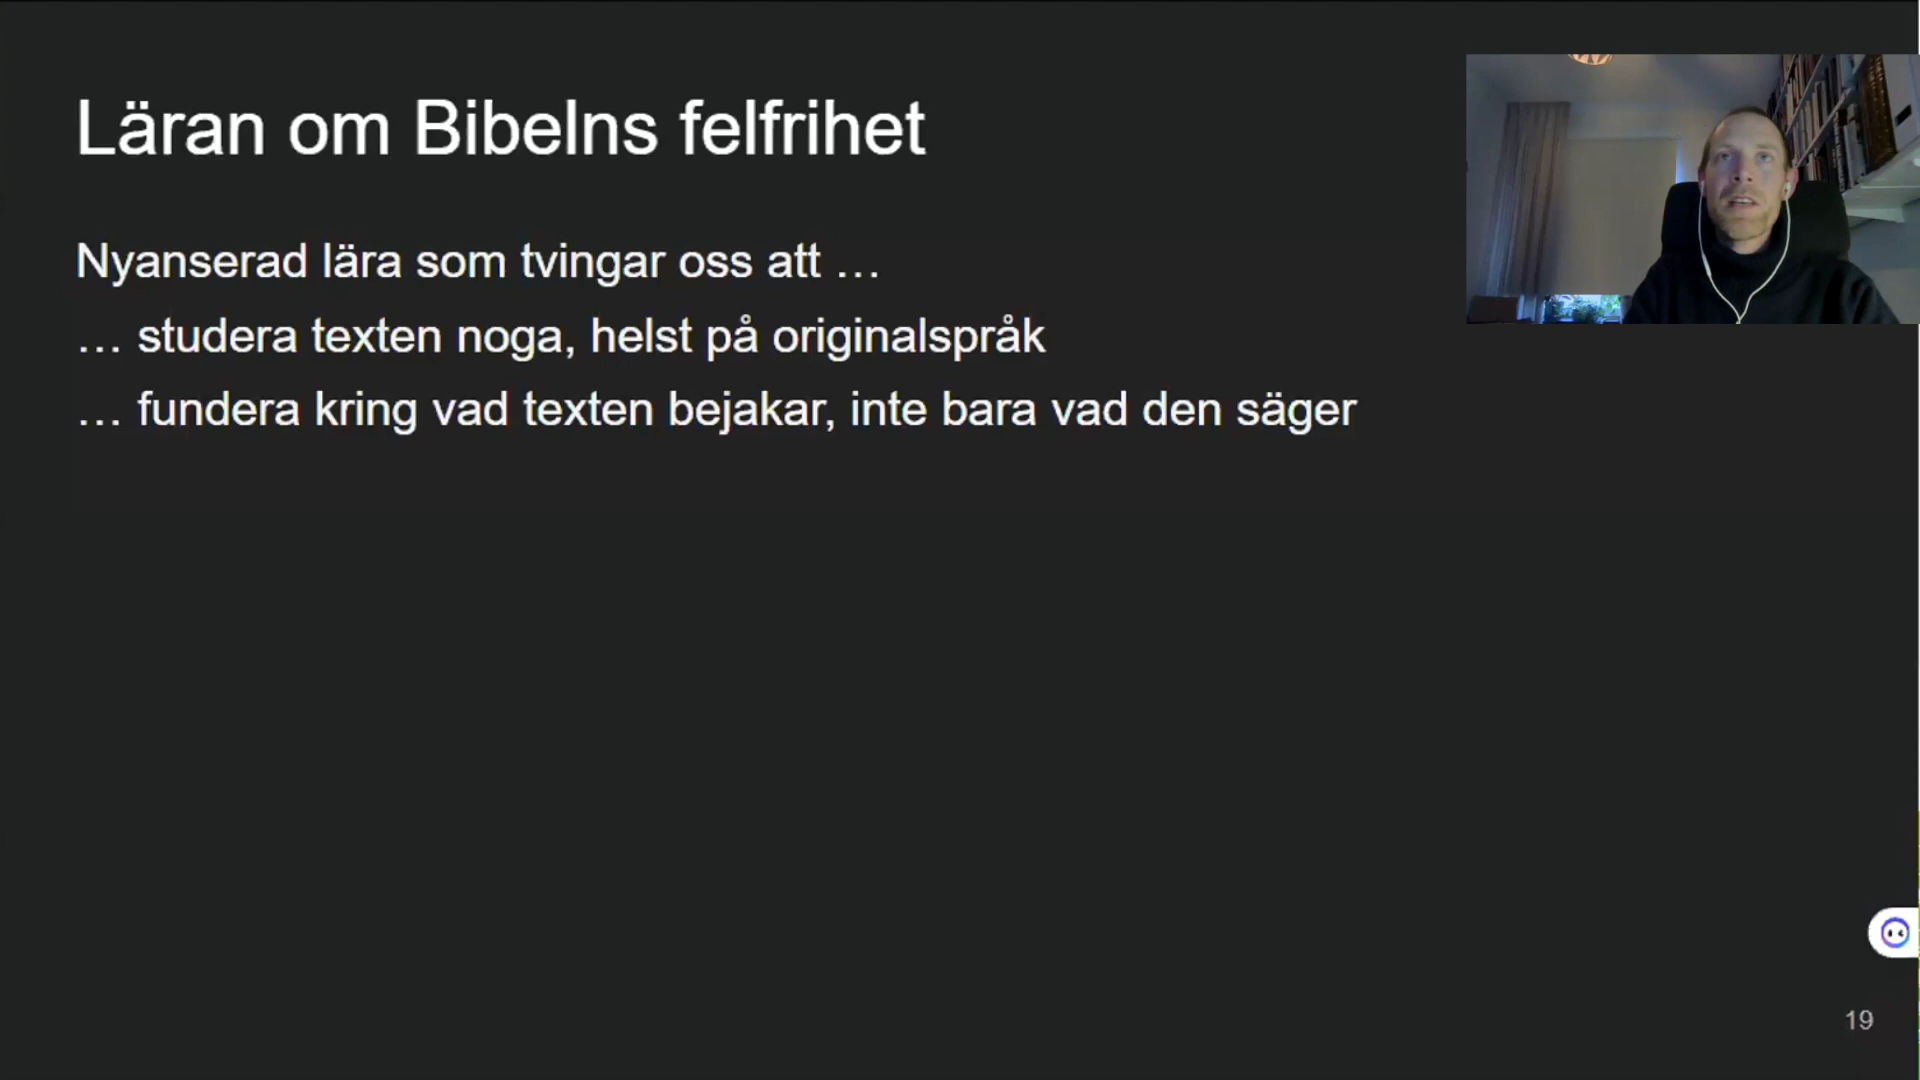 Läran om Bibelns felfrihet
Nyanserad lära som tvingar oss att …
… studera texten noga, helst på originalspråk
… fundera kring vad texten bejakar, inte bara vad den säger
19